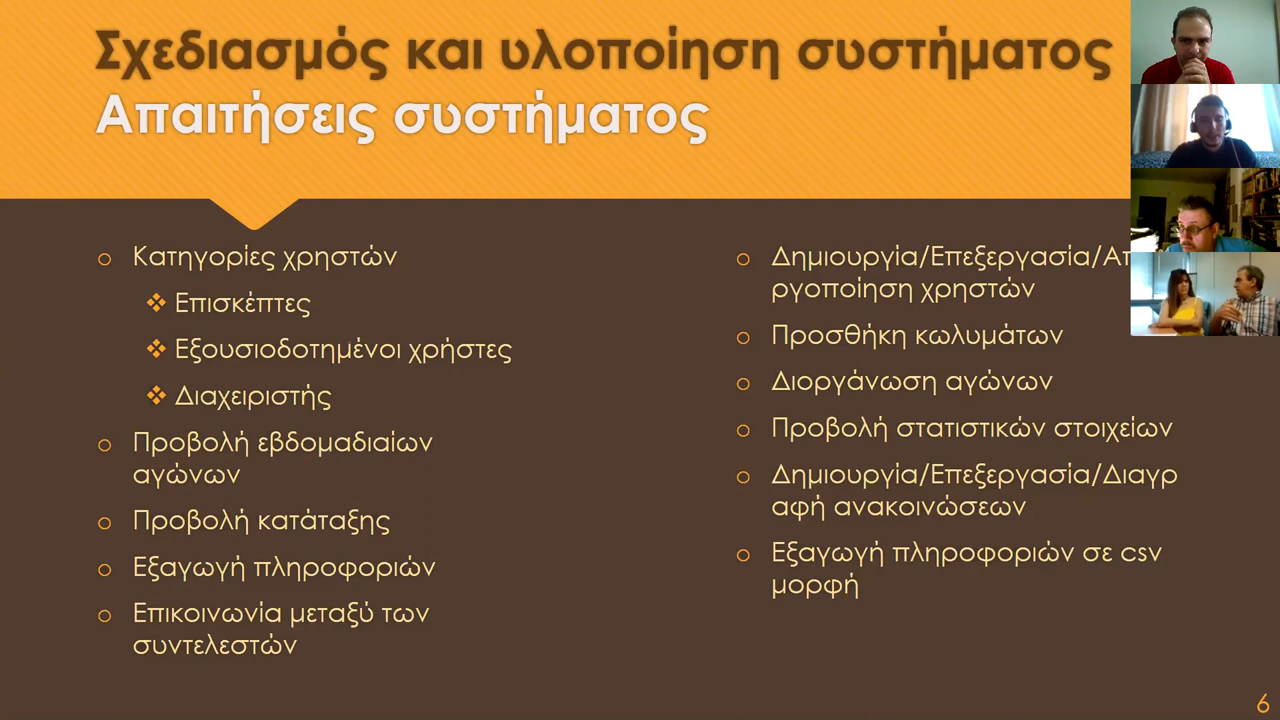 Σχεδιασμός και υλοποίηση συστήματος
Απαιτήσεις συστήματος
Κατηγορίες χρηστών
Επισκέπτες
Εξουσιοδοτημένοι χρήστες
Διαχειριστής
Προβολή εβδομαδιαίων
αγώνων
Προβολή κατάταξης
Εξαγωγή πληροφοριών
Επικοινωνία μεταξύ των
συντελεστών
Δημιουργία/Επεξεργασία/
ργοποίηση χρηστών
Προσθήκη κωλυμάτων
Διοργάνωση αγώνων
Προβολή στατιστικών στοιχείων
Δημιουργία/Επεξεργασία/Διαγρ
αφή ανακοινώσεων
Εξαγωγή πληροφοριών σε csv
μορφή
6